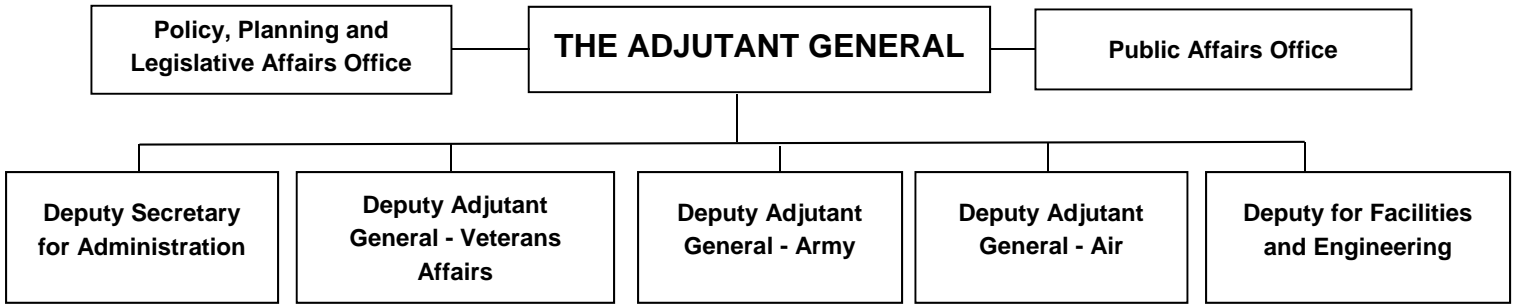 Policy, Planning and
Legislative Affairs Office
THE ADJUTANT GENERAL
Public Affairs Office
Deputy Secretary
for Administration
Deputy Adjutant
General - Veterans
Affairs
Deputy Adjutant
General - Army
Deputy Adjutant
General - Air
Deputy for Facilities
and Engineering